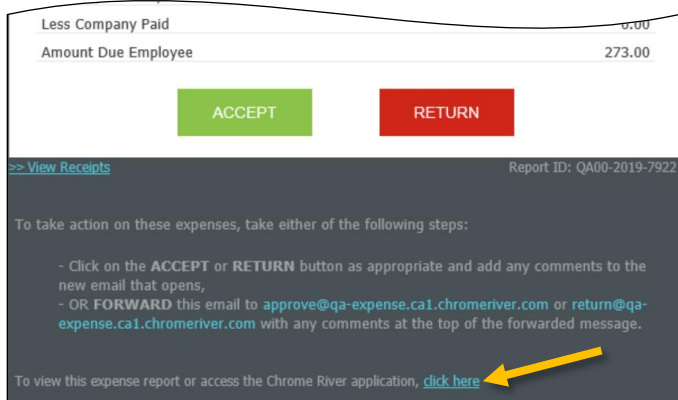 Less Company Paid 0.00
Amount Due Employee 273.00
ACCEPT RETURN
>> View Receipts Report ID: QA00-2019-7922
To take action on these expenses, take either of the following steps:
- Click on the ACCEPT or RETURN button as appropriate and add any comments to the
new email that opens,
- OR FORWARD this email to approve@qa-expense.ca1.chromeriver.com or return@qa-
expense.ca1.chromeriver.com with any comments at the top of the forwarded message.
To view this expense report or access the Chrome River application, click here